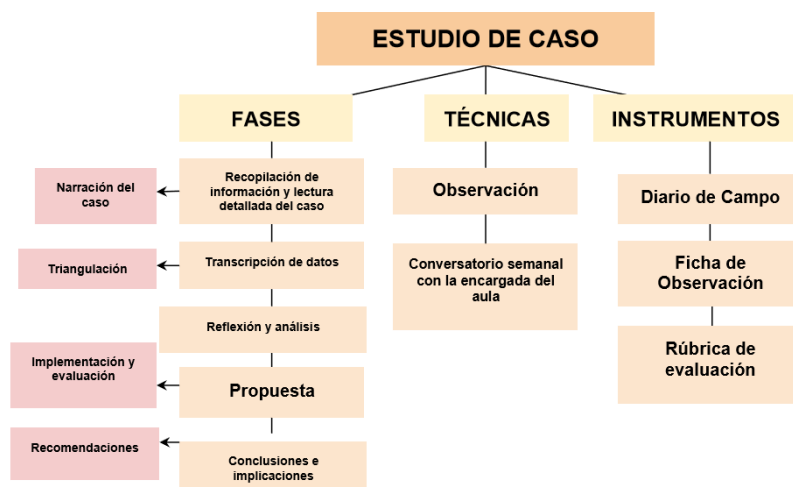 ESTUDIO DE CASO
FASES
TÉCNICAS
INSTRUMENTOS
Narración del
caso
Recopilación de
información y lectura
detallada del caso
Triangulación
Transcripción de datos
Reflexión y análisis
Implementación y
evaluación
Propuesta
Recomendaciones
Conclusiones e
implicaciones
Observación
Conversatorio semanal
con la encargada del
aula
Diario de Campo
Ficha de
Observación
Rúbrica de
evaluación